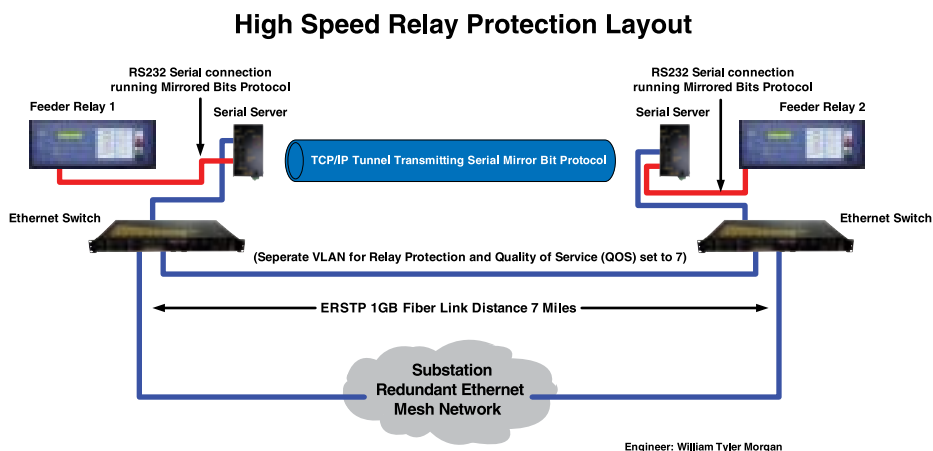 High Speed Relay Protection Layout
RS232 Serial connection
running Mirrored Bits Protocol
RS232 Serial connection
running Mirrored Bits Protocol
Feeder Relay 1
Serial Server
Serial Server
Feeder Relay 2
TCP/IP Tunnel Transmitting Serial Mirror Bit Protocol
Ethernet Switch
Ethernet Switch
(Seperate VLAN for Relay Protection and Quality of Service (QOS) set to 7)
ERSTP 1GB Fiber Link Distance 7 Miles
Substation
Redundant Ethernet
Mesh Network
Engineer: William Tyler Morgan